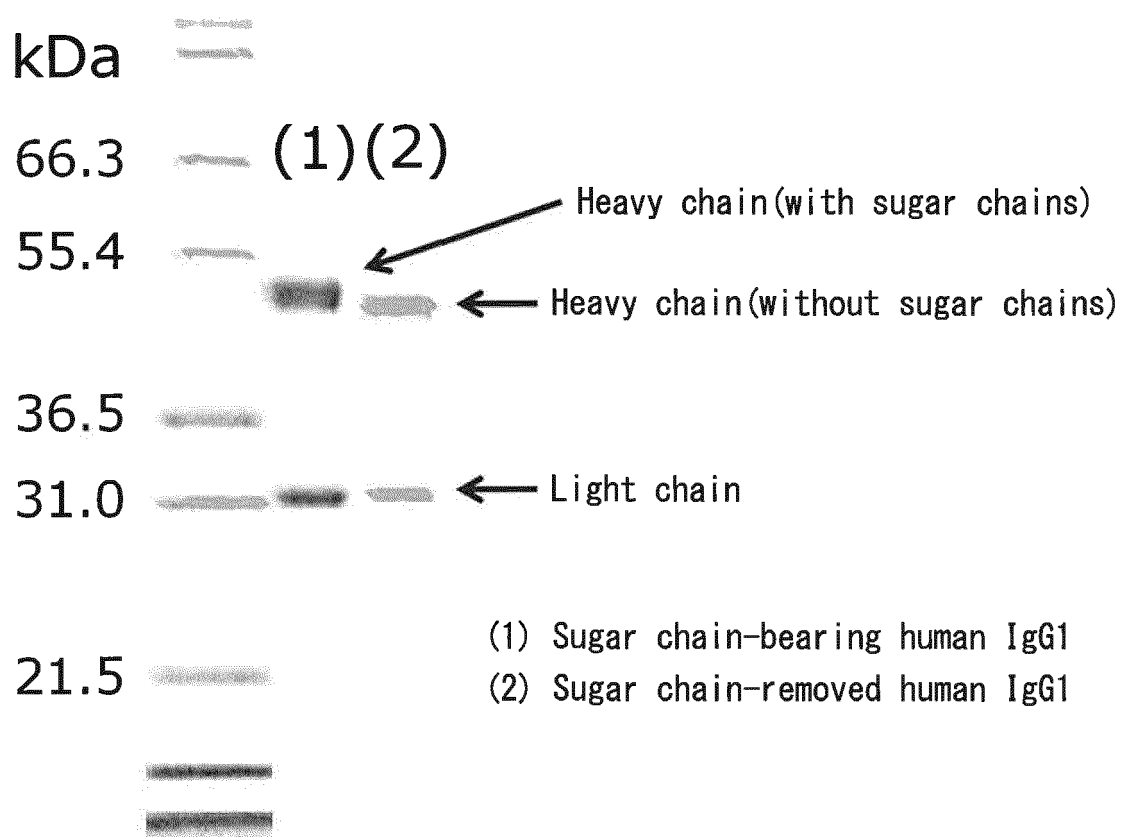 kDa
66.3
(1)(2)
Heavy chain(with sugar chains)
55.4
Heavy chain(without sugar chains)
36.5
31.0
Light chain
(1) Sugar chain-bearing human IgG1
21.5
(2) Sugar chain-removed human IgG1